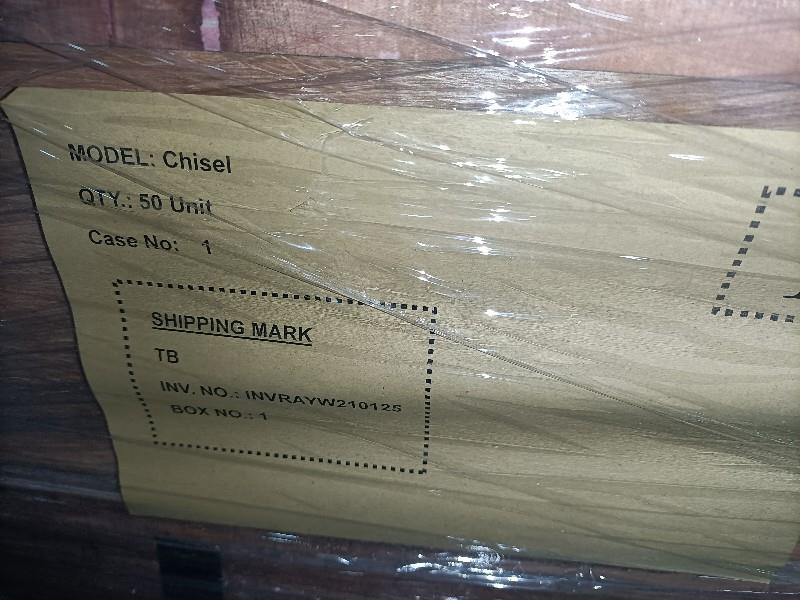 MODEL: Chisel
QTY.: 50 Unit
Case No: 1
SHIPPING MARK
TB
INV. NO.: INVRAYW210125
BOX NO.: 1